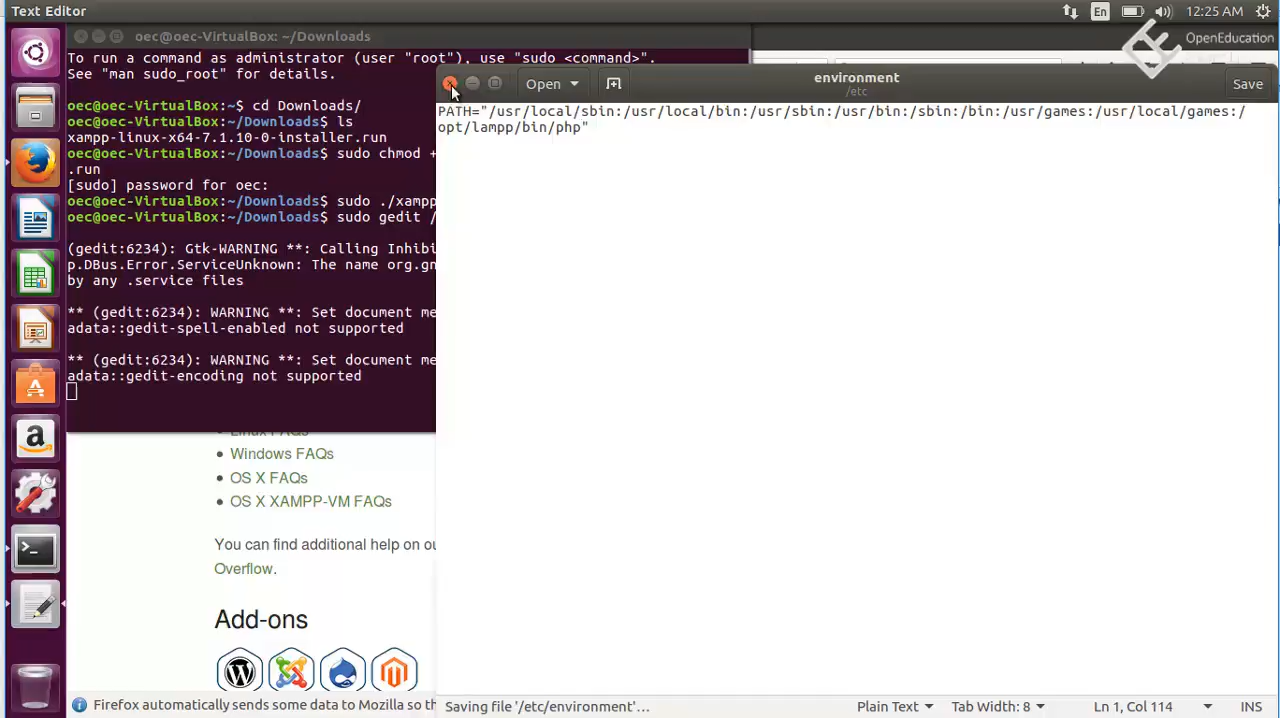 Text Editor
En
12:25 AM
OpenEducation
oec@oec-VirtualBox: ~/Downloads
To run a command as administrator (user "root"), use "sudo <command>".
See "man sudo_root" for details.
oec@oec-VirtualBox:~$ cd Downloads/
oec@oec-VirtualBox:~/Downloads$ ls
xampp-linux-x64-7.1.10-0-installer.run
oec@oec-VirtualBox:~/Downloads$ sudo chmod +
.run
[sudo] password for oec:
oec@oec-VirtualBox:~/Downloads$ sudo ./xampp
oec@oec-VirtualBox:~/Downloads$ sudo gedit /
(gedit:6234): Gtk-WARNING **: Calling Inhibi
p.DBus.Error.ServiceUnknown: The name org.gn
by any .service files
** (gedit:6234): WARNING **: Set document me
adata::gedit-spell-enabled not supported
** (gedit:6234): WARNING **: Set document me
adata::gedit-encoding not supported
Open
environment
/etc
Save
PATH="/usr/local/sbin:/usr/local/bin:/usr/sbin:/usr/bin:/sbin:/bin:/usr/games:/usr/local/games:/
opt/lampp/bin/php"
Linux FAQs
Windows FAQs
OS X FAQs
OS X XAMPP-VM FAQs
You can find additional help on ou
Overflow.
Add-ons
Firefox automatically sends some data to Mozilla so th
Saving file '/etc/environment'...
Plain Text
Tab Width: 8
Ln 1, Col 114
INS